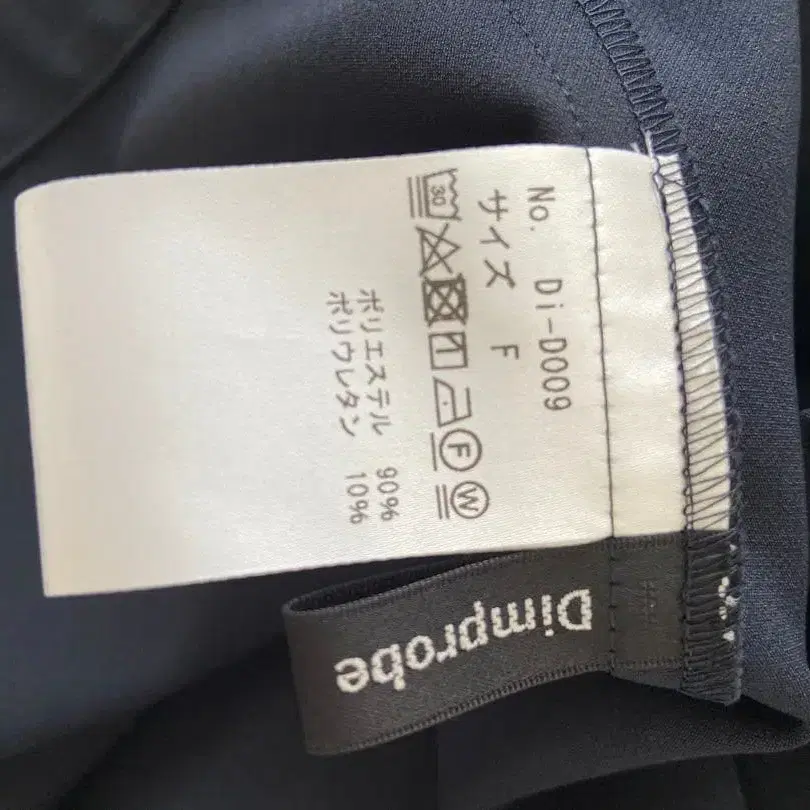 No. Di-D009
サイズ F
30
F
W
ポリエステル 90%
ポリウレタン 10%
Dimprobe